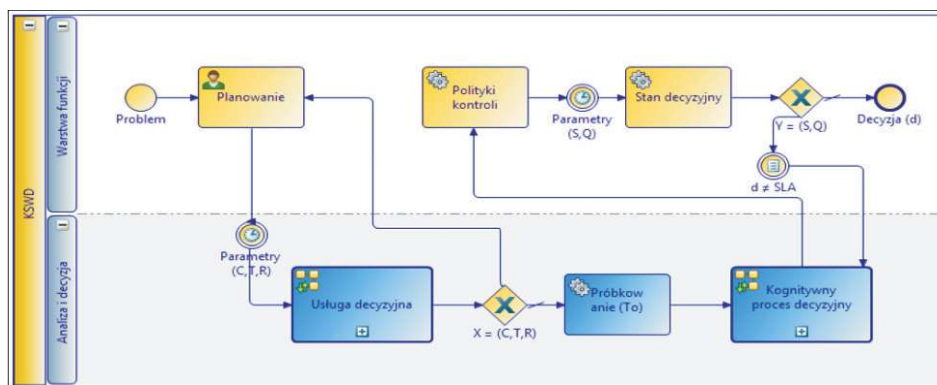 KSWD
Warstwa funkcji
Problem
Planowanie
Polityki
kontroli
Parametry
(S,Q)
Stan decyzyjny
Y = (S,Q)
Decyzja (d)
d ≠ SLA
Analiza i decyzja
Parametry
(C,T,R)
Usługa decyzyjna
X = (C,T,R)
Próbkow
anie (To)
Kognitywny
proces decyzyjny